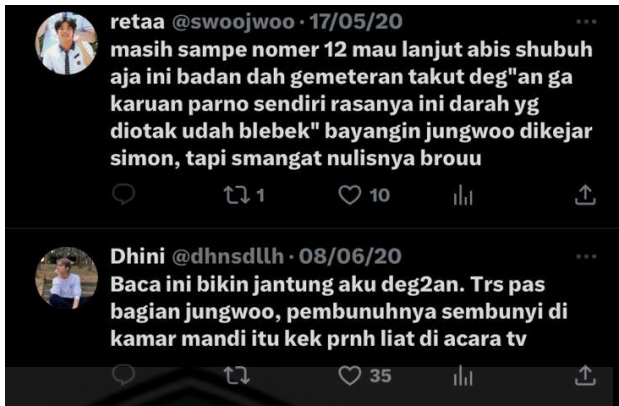 retaa @swoojwoo · 17/05/20
masih sampe nomer 12 mau lanjut abis shubuh
aja ini badan dah gemeteran takut deg"an ga
karuan parno sendiri rasanya ini darah yg
diotak udah blebek" bayangin jungwoo dikejar
simon, tapi smangat nulisnya brouu
1 10
Dhini @dhnsdllh · 08/06/20
Baca ini bikin jantung aku deg2an. Trs pas
bagian jungwoo, pembunuhnya sembunyi di
kamar mandi itu kek prnh liat di acara tv
35